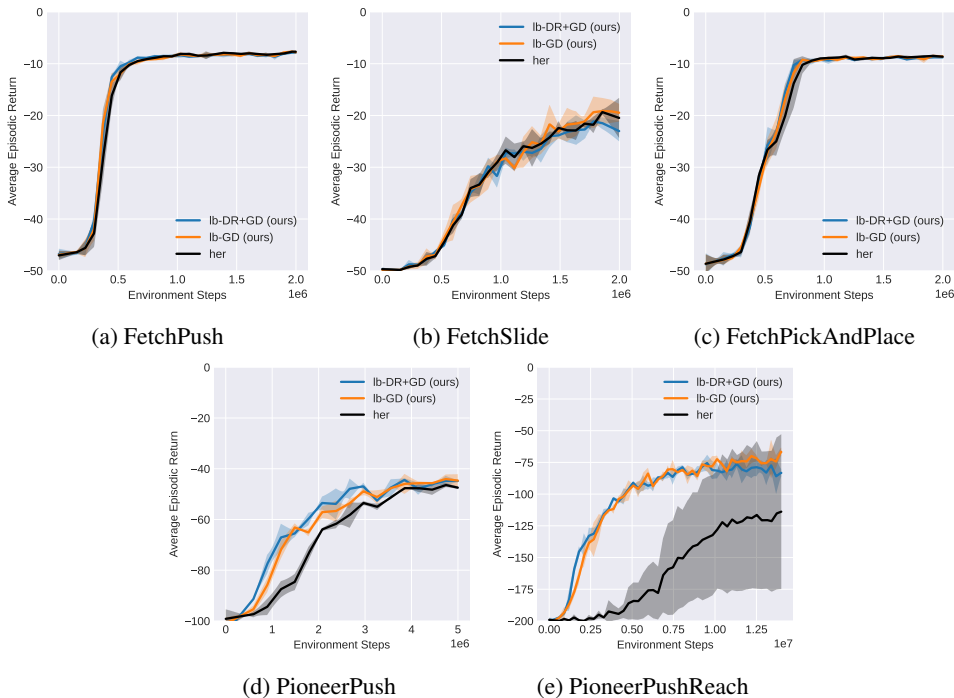 Average Episodic Return
−10
−20
−30
−40
−50
0.0 0.5 1.0 1.5 2.0
Environment Steps 1e6
lb-DR+GD (ours)
lb-GD (ours)
her
(a) FetchPush
Average Episodic Return
0
−10
−20
−30
−40
−50
0.0 0.5 1.0 1.5 2.0
Environment Steps 1e6
lb-DR+GD (ours)
lb-GD (ours)
her
(b) FetchSlide
Average Episodic Return
0
−10
−20
−30
−40
−50
0.0 0.5 1.0 1.5 2.0
Environment Steps 1e6
lb-DR+GD (ours)
lb-GD (ours)
her
(c) FetchPickAndPlace
Average Episodic Return
0
−20
−40
−60
−80
−100
0 1 2 3 4 5
Environment Steps 1e6
lb-DR+GD (ours)
lb-GD (ours)
her
(d) PioneerPush
Average Episodic Return
0
−25
−50
−75
−100
−125
−150
−175
−200
0.00 0.25 0.50 0.75 1.00 1.25
Environment Steps 1e7
lb-DR+GD (ours)
lb-GD (ours)
her
(e) PioneerPushReach